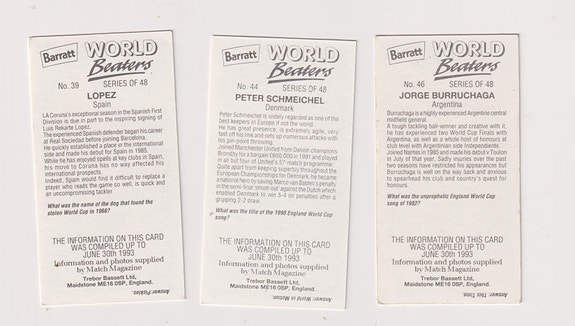 Barratt WORLD
Beaters
No. 39 SERIES OF 48
LOPEZ
Spain
LA Coruna's exceptional season in the Spanish First
Division is due in part to the inspiring signing of
Luis Rekarte Lopez.
The experienced Spanish defender began his career
at Real Sociedad before joining Barcelona.
He quickly established a place in the international
side and made his debut for Spain in 1985.
While he has enjoyed spells at key clubs in Spain,
his move to Coruna has no way affected his
international prospects.
Indeed, Spain would find it difficult to replace a
player who reads the game so well, is quick and
an uncompromising tackler.
What was the name of the dog that found the
stolen World Cup in 1966?
THE INFORMATION ON THIS CARD
WAS COMPILED UP TO
JUNE 30th 1993
Information and photos supplied
by Match Magazine
Trebor Bassett Ltd,
Maidstone ME16 0SP, England.
Answer: Pickles.
Barratt WORLD
Beaters
No. 44 SERIES OF 48
PETER SCHMEICHEL
Denmark
Peter Schmeichel is widely regarded as one of the
best keepers in Europe if not the world.
He has great presence, is extremely agile, very
fast off his line and sets up numerous attacks with
his pin-point throwing.
Joined Manchester United from Danish champions
Brondby for a bargain £600,000 in 1991 and played
in all but four of United's 57 match programme.
Quite apart from keeping superbly throughout the
European Championships for Denmark, he became
a national hero by saving Marco van Basten's penalty
in the semi-final 'shoot-out' against the Dutch which
enabled Denmark to win 5-4 on penalties after a
gripping 2-2 draw.
What was the title of the 1990 England World Cup
song?
THE INFORMATION ON THIS CARD
WAS COMPILED UP TO
JUNE 30th 1993
Information and photos supplied
by Match Magazine
Trebor Bassett Ltd,
Maidstone ME16 0SP, England.
Answer: World in Motion.
Barratt WORLD
Beaters
No. 46 SERIES OF 48
JORGE BURRUCHAGA
Argentina
Burruchaga is a highly experienced Argentina central
midfield general.
A tough tackling ball-winner and creative with it,
he has experienced two World Cup Finals with
Argentina, as well as a whole host of honours at
club level with Argentinian side Independiente.
Joined Nantes in 1985 and made his debut v Toulon
in July of that year. Sadly injuries over the past
two seasons have restricted his appearances but
Burruchaga is well on the way back and anxious
to spearhead his club and country's quest for
honours.
What was the unprophetic England World Cup
song of 1982?
THE INFORMATION ON THIS CARD
WAS COMPILED UP TO
JUNE 30th 1993
Information and photos supplied
by Match Magazine
Trebor Bassett Ltd,
Maidstone ME16 0SP, England.
Answer: This Time.